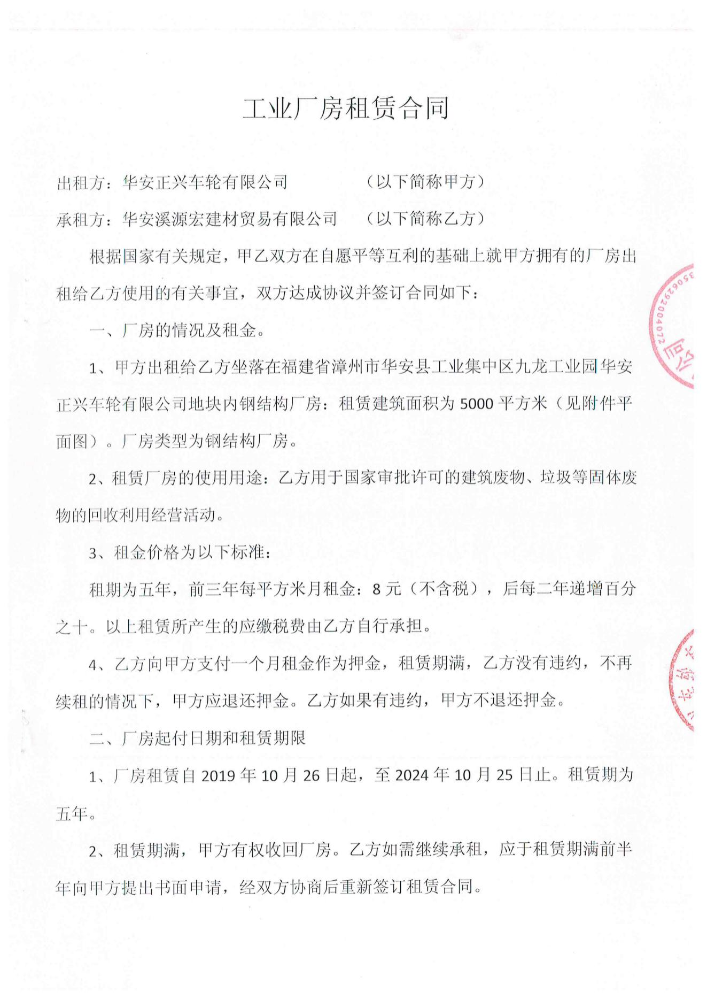 工业厂房租赁合同
出租方：华安正兴车轮有限公司 （以下简称甲方）
承租方：华安溪源宏建材贸易有限公司 （以下简称乙方）
根据国家有关规定，甲乙双方在自愿平等互利的基础上就甲方拥有的厂房出
租给乙方使用的有关事宜，双方达成协议并签订合同如下：
一、厂房的情况及租金。
1、甲方出租给乙方坐落在福建省漳州市华安县工业集中区九龙工业园华安
正兴车轮有限公司地块内钢结构厂房：租赁建筑面积为 5000 平方米（见附件平
面图）。厂房类型为钢结构厂房。
2、租赁厂房的使用用途：乙方用于国家审批许可的建筑废物、垃圾等固体废
物的回收利用经营活动。
3、租金价格为以下标准：
租期为五年，前三年每平方米月租金：8 元（不含税），后每二年递增百分
之十。以上租赁所产生的应缴税费由乙方自行承担。
4、乙方向甲方支付一个月租金作为押金，租赁期满，乙方没有违约，不再
续租的情况下，甲方应退还押金。乙方如果有违约，甲方不退还押金。
二、厂房起付日期和租赁期限
1、厂房租赁自 2019 年 10 月 26 日起，至 2024 年 10 月 25 日止。租赁期为
五年。
2、租赁期满，甲方有权收回厂房。乙方如需继续承租，应于租赁期满前半
年向甲方提出书面申请，经双方协商后重新签订租赁合同。
3506292004072
公司